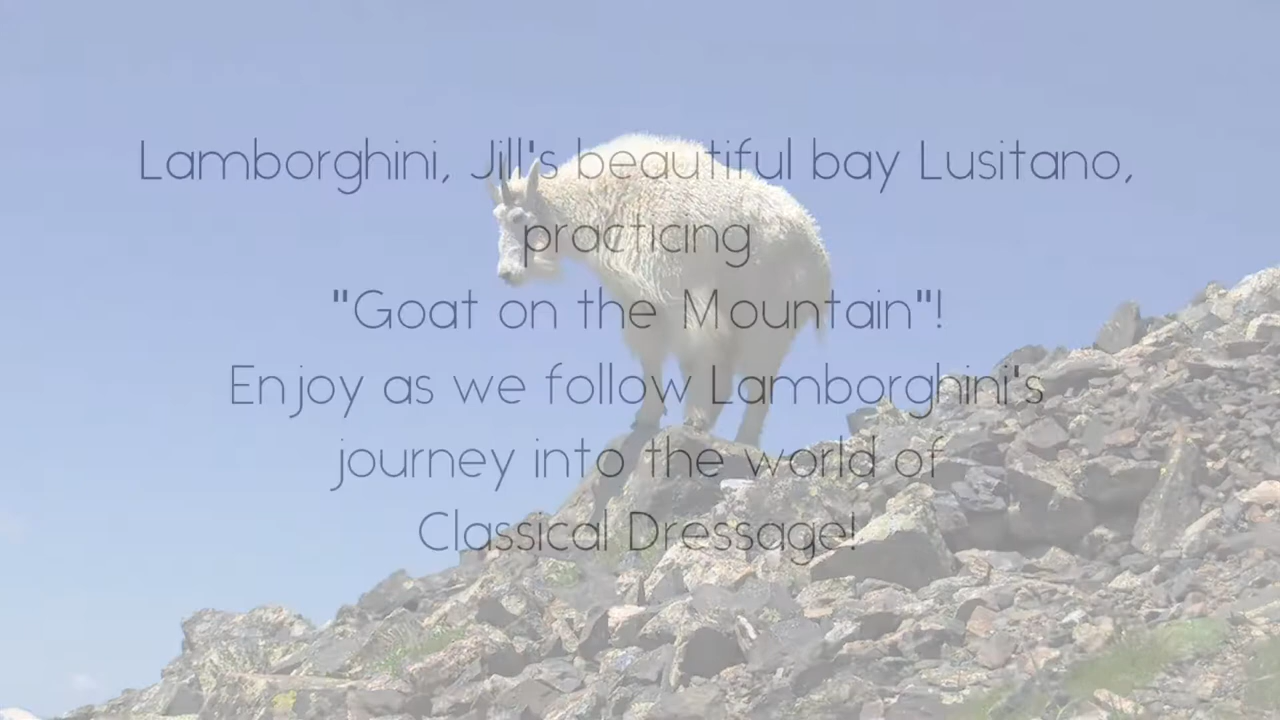 Lamborghini, Jill's beautiful bay Lusitano,
practicing
"Goat on the Mountain"!
Enjoy as we follow Lamborghini's
journey into the world of
Classical Dressage!